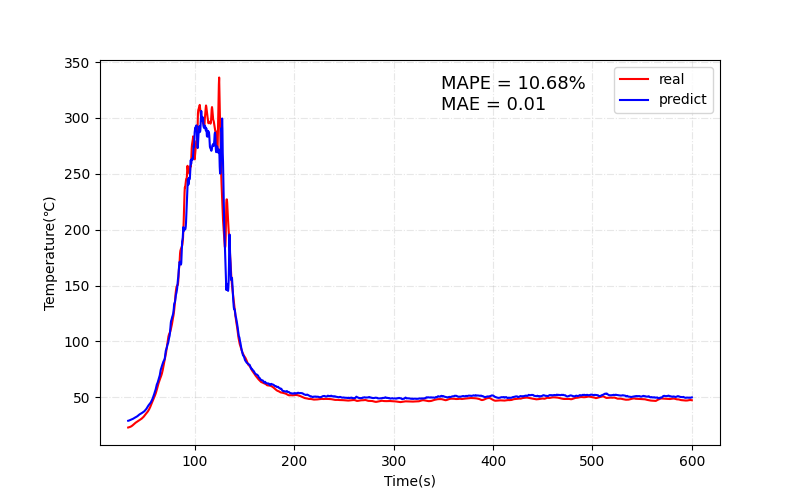 MAPE = 10.68%
MAE = 0.01
real
predict
Temperature(℃)
350
300
250
200
150
100
50
100 200 300 400 500 600
Time(s)